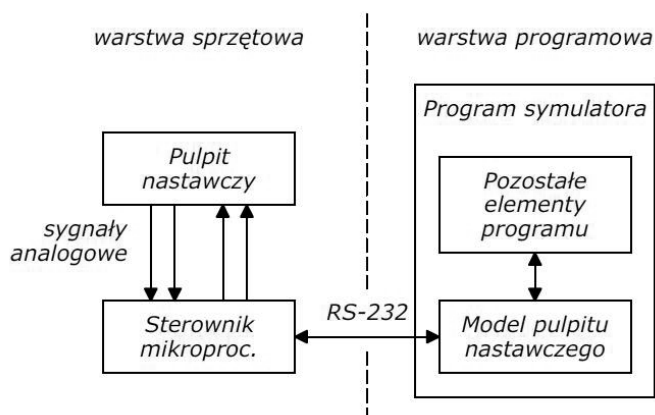 warstwa sprzętowa
warstwa programowa
Program symulatora
Pulpit
nastawczy
Pozostałe
elementy
programu
sygnały
analogowe
RS-232
Sterownik
mikroproc.
Model pulpitu
nastawczego